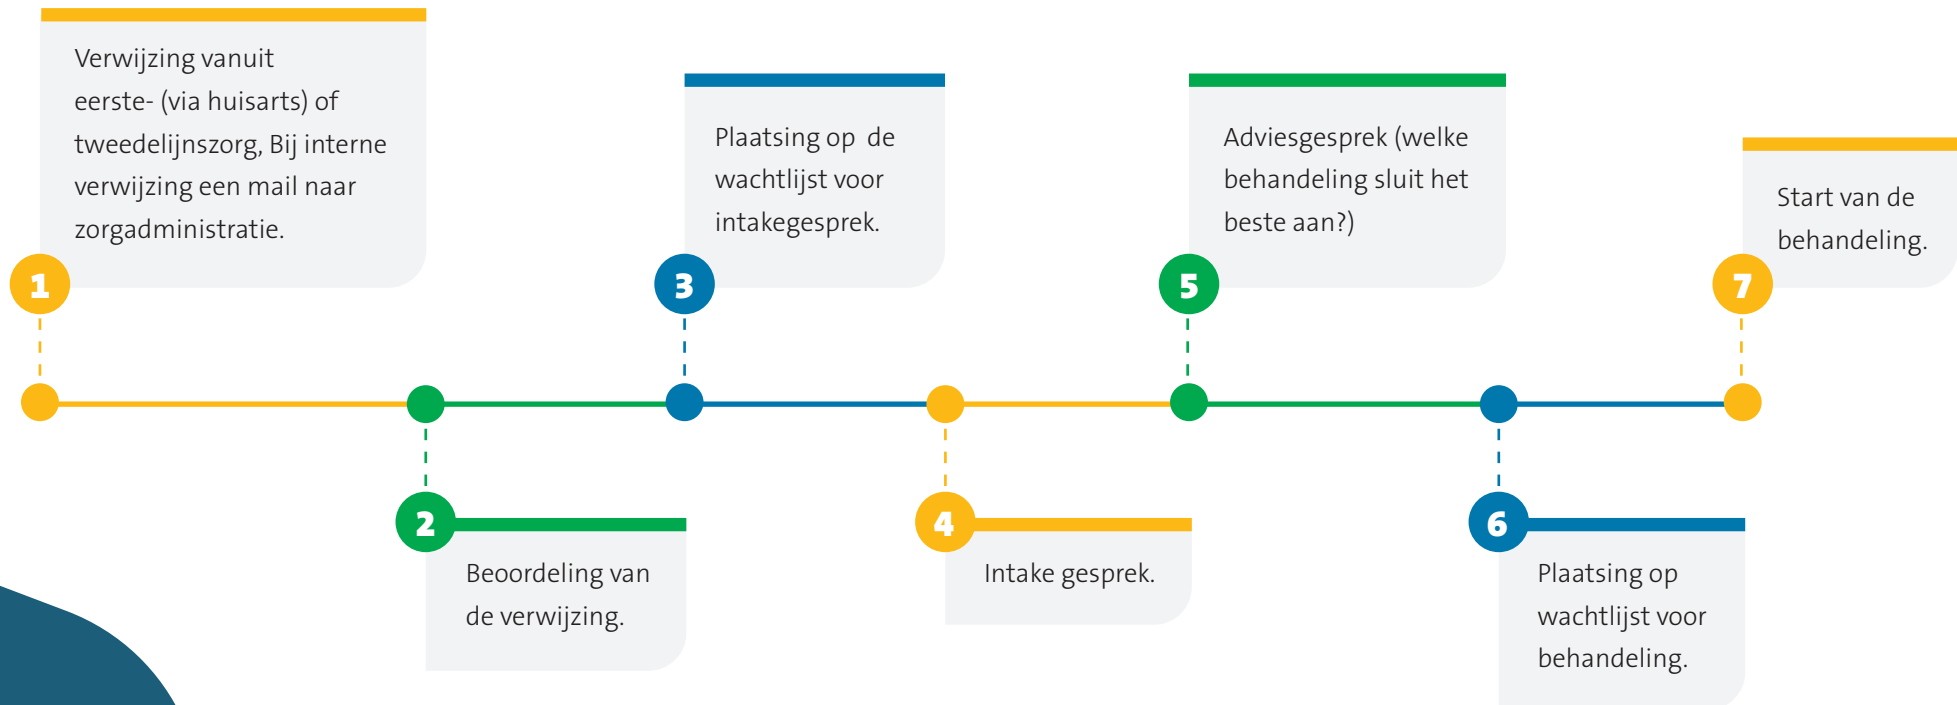 1
Verwijzing vanuit
eerste- (via huisarts) of
tweedelijnszorg, Bij interne
verwijzing een mail naar
zorgadministratie.
2
Beoordeling van
de verwijzing.
3
Plaatsing op  de
wachtlijst voor
intakegesprek.
4
Intake gesprek.
5
Adviesgesprek (welke
behandeling sluit het
beste aan?)
6
Plaatsing op
wachtlijst voor
behandeling.
7
Start van de
behandeling.